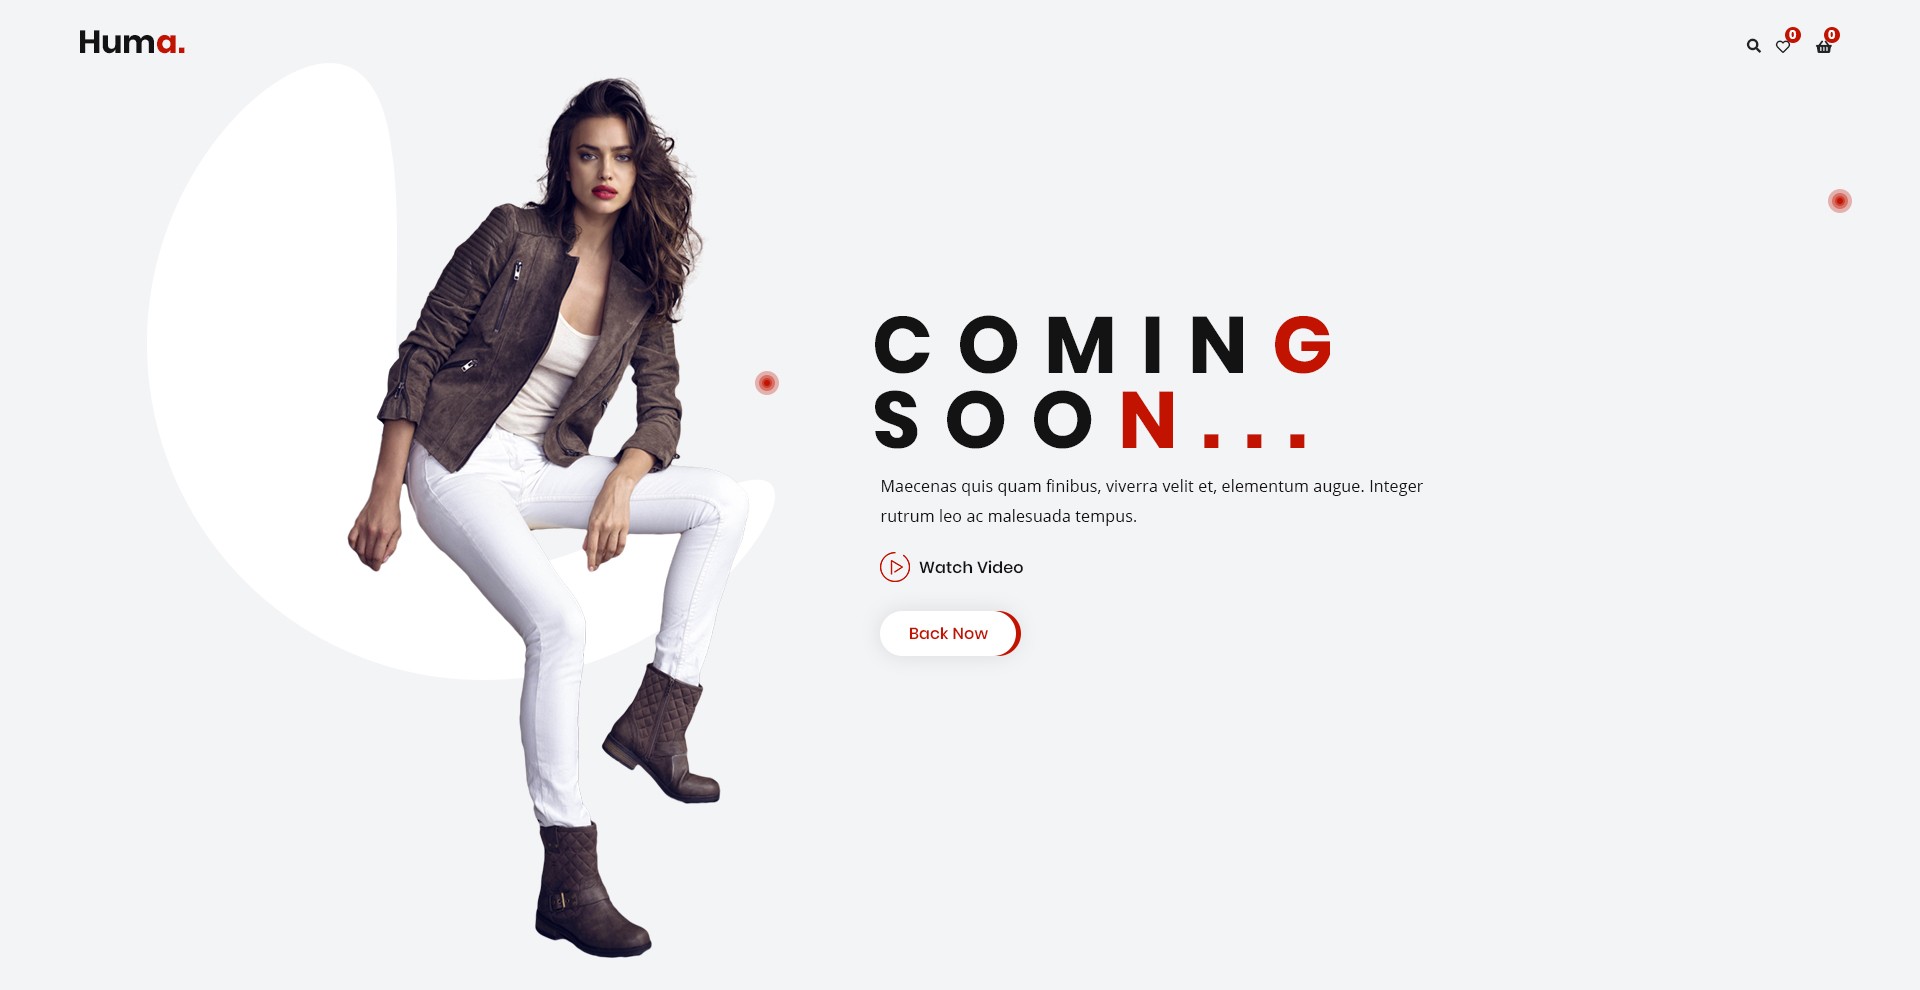 Huma.
0
0
COMING
SOON...
Maecenas quis quam finibus, viverra velit et, elementum augue. Integer
rutrum leo ac malesuada tempus.
Watch Video
Back Now